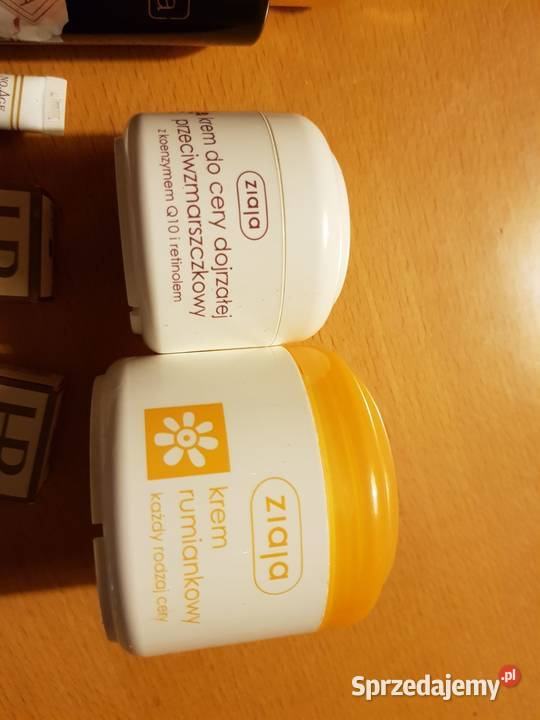 ziaja
krem do cery dojrzałej
przeciwzmarszczkowy
z koenzymem Q10 i retinolem
ziaja
krem
rumiankowy
każdy rodzaj cery
Sprzedajemy.pl